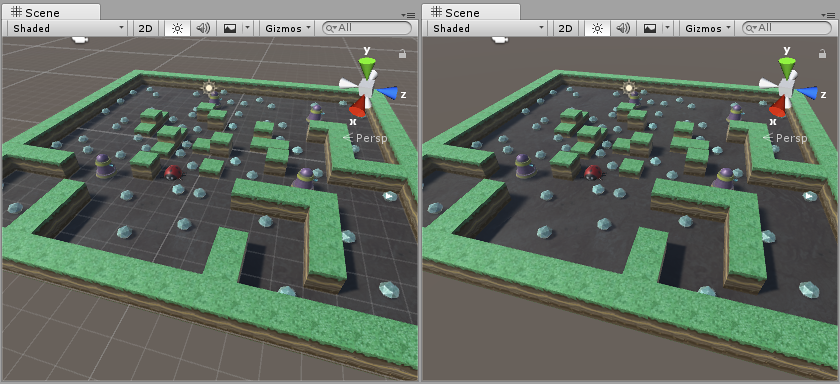 Scene
Shaded 2D Gizmos All
y
z
x
Persp
Scene
Shaded 2D Gizmos All
y
z
x
Persp